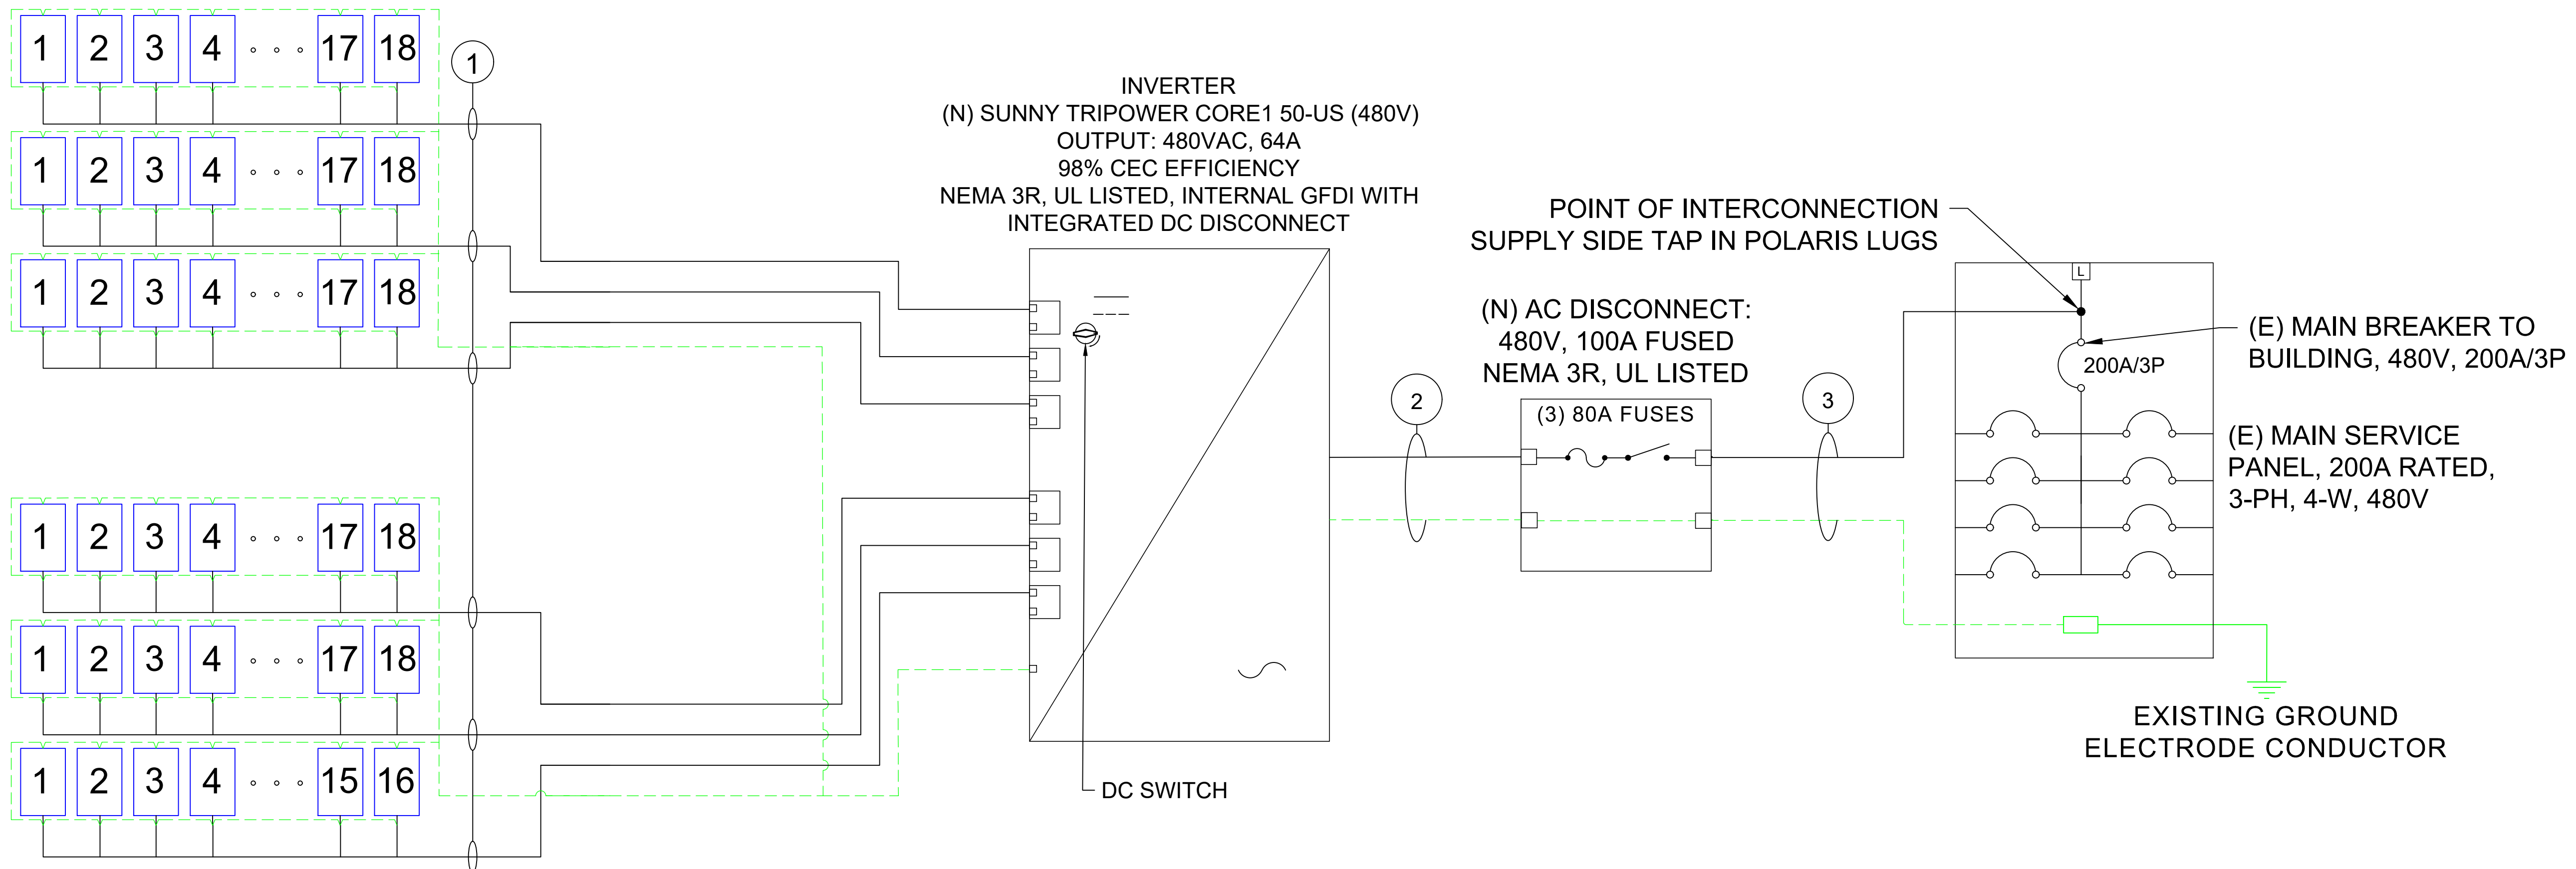 1 2 3 4 17 18
1
1 2 3 4 17 18
1 2 3 4 17 18
1 2 3 4 17 18
1 2 3 4 17 18
1 2 3 4 15 16
INVERTER
(N) SUNNY TRIPOWER CORE1 50-US (480V)
OUTPUT: 480VAC, 64A
98% CEC EFFICIENCY
NEMA 3R, UL LISTED, INTERNAL GFDI WITH
INTEGRATED DC DISCONNECT
DC SWITCH
2
(N) AC DISCONNECT:
480V, 100A FUSED
NEMA 3R, UL LISTED
(3) 80A FUSES
3
POINT OF INTERCONNECTION
SUPPLY SIDE TAP IN POLARIS LUGS
L
200A/3P
(E) MAIN BREAKER TO
BUILDING, 480V, 200A/3P
(E) MAIN SERVICE
PANEL, 200A RATED,
3-PH, 4-W, 480V
EXISTING GROUND
ELECTRODE CONDUCTOR